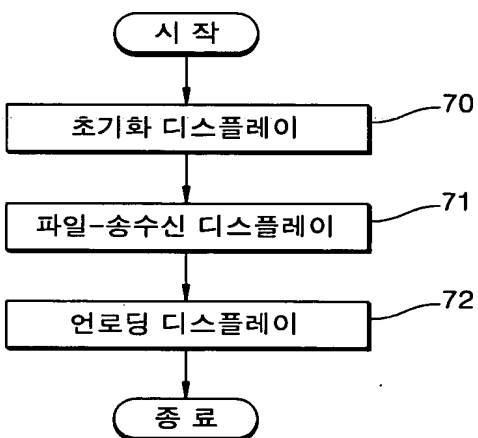 시 작
초기화 디스플레이
70
파일-송수신 디스플레이
71
언로딩 디스플레이
72
종 료